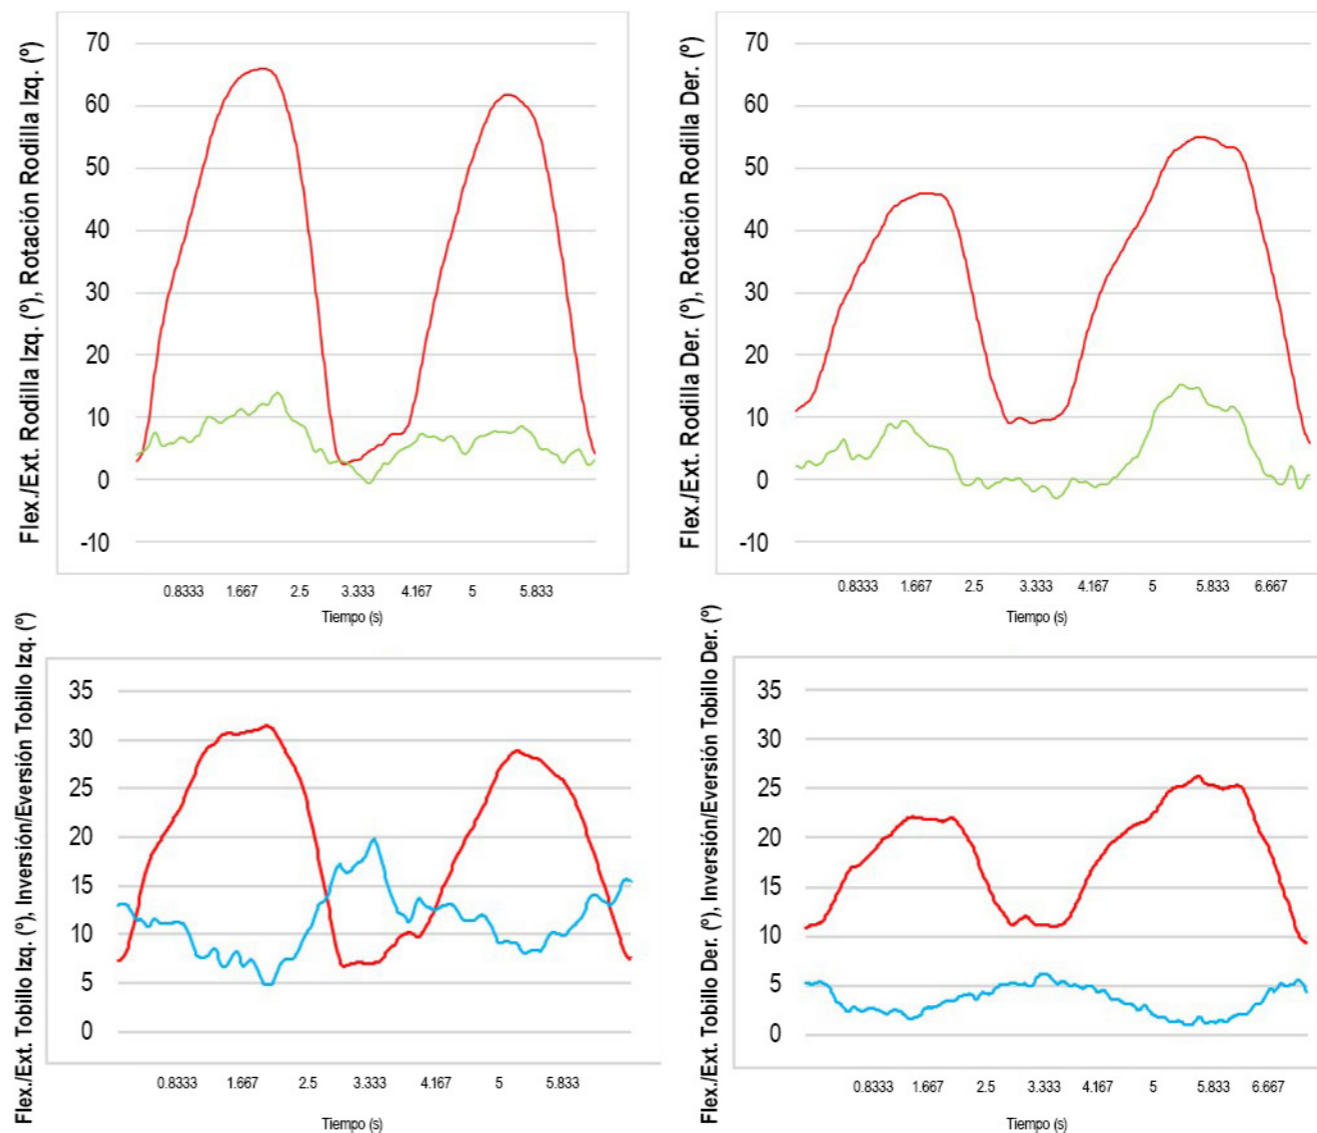 Flex./Ext. Rodilla Izq. (º), Rotación Rodilla Izq. (º)
70
60
50
40
30
20
10
0
-10
0.8333 1.667 2.5 3.333 4.167 5 5.833
Tiempo (s)
Flex./Ext. Rodilla Der. (º), Rotación Rodilla Der. (º)
70
60
50
40
30
20
10
0
-10
0.8333 1.667 2.5 3.333 4.167 5 5.833 6.667
Tiempo (s)
Flex./Ext. Tobillo Izq. (º), Inversión/Eversión Tobillo Izq. (º)
35
30
25
20
15
10
5
0
0.8333 1.667 2.5 3.333 4.167 5 5.833
Tiempo (s)
Flex./Ext. Tobillo Der. (º), Inversión/Eversión Tobillo Der. (º)
35
30
25
20
15
10
5
0
0.8333 1.667 2.5 3.333 4.167 5 5.833 6.667
Tiempo (s)